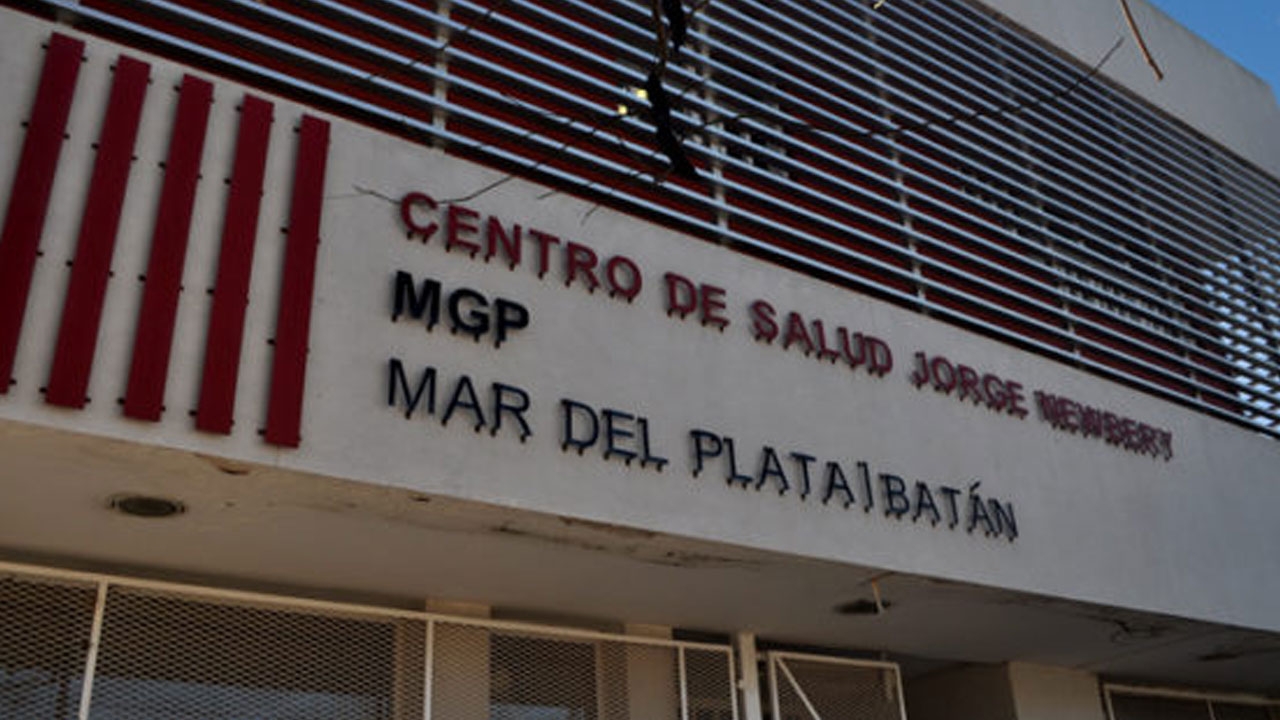 CENTRO DE SALUD JORGE NEWBERY
MGP
MAR DEL PLATA|BATÁN